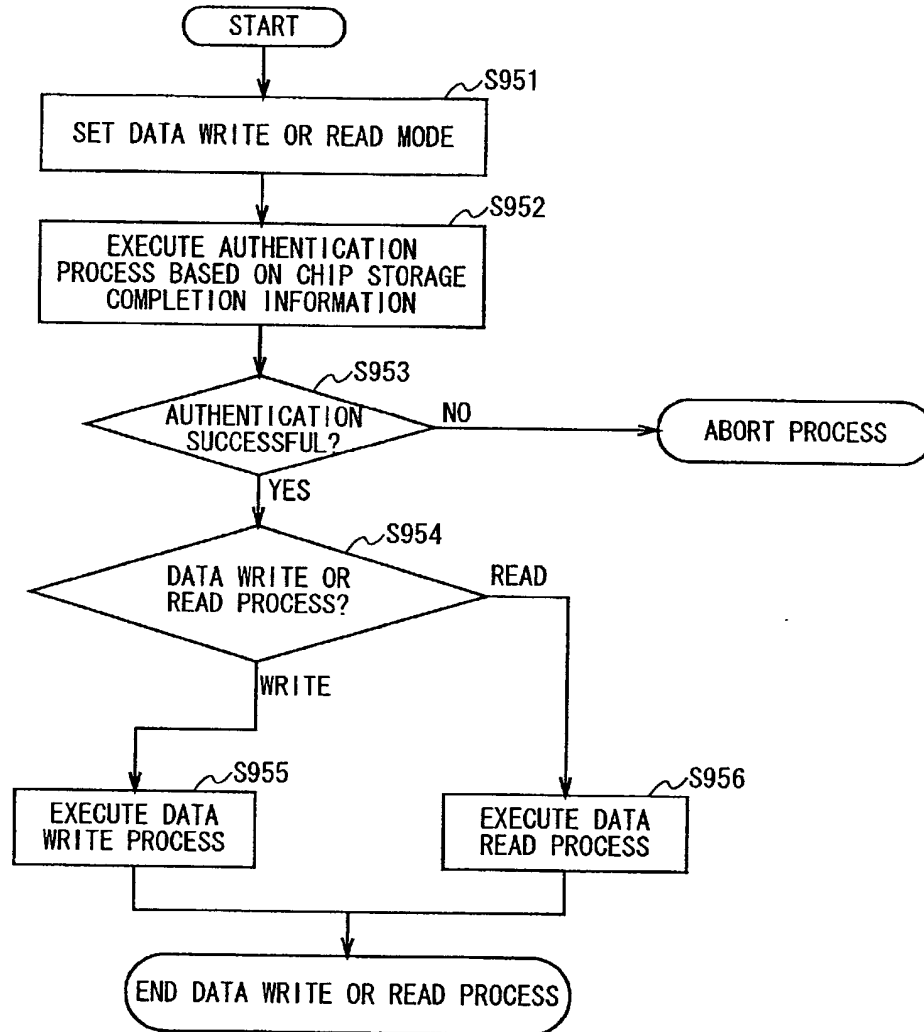 START
S951
SET DATA WRITE OR READ MODE
S952
EXECUTE AUTHENTICATION
PROCESS BASED ON CHIP STORAGE
COMPLETION INFORMATION
S953
AUTHENTICATION
SUCCESSFUL?
NO
ABORT PROCESS
YES
S954
DATA WRITE OR
READ PROCESS?
READ
WRITE
S955
EXECUTE DATA
WRITE PROCESS
S956
EXECUTE DATA
READ PROCESS
END DATA WRITE OR READ PROCESS